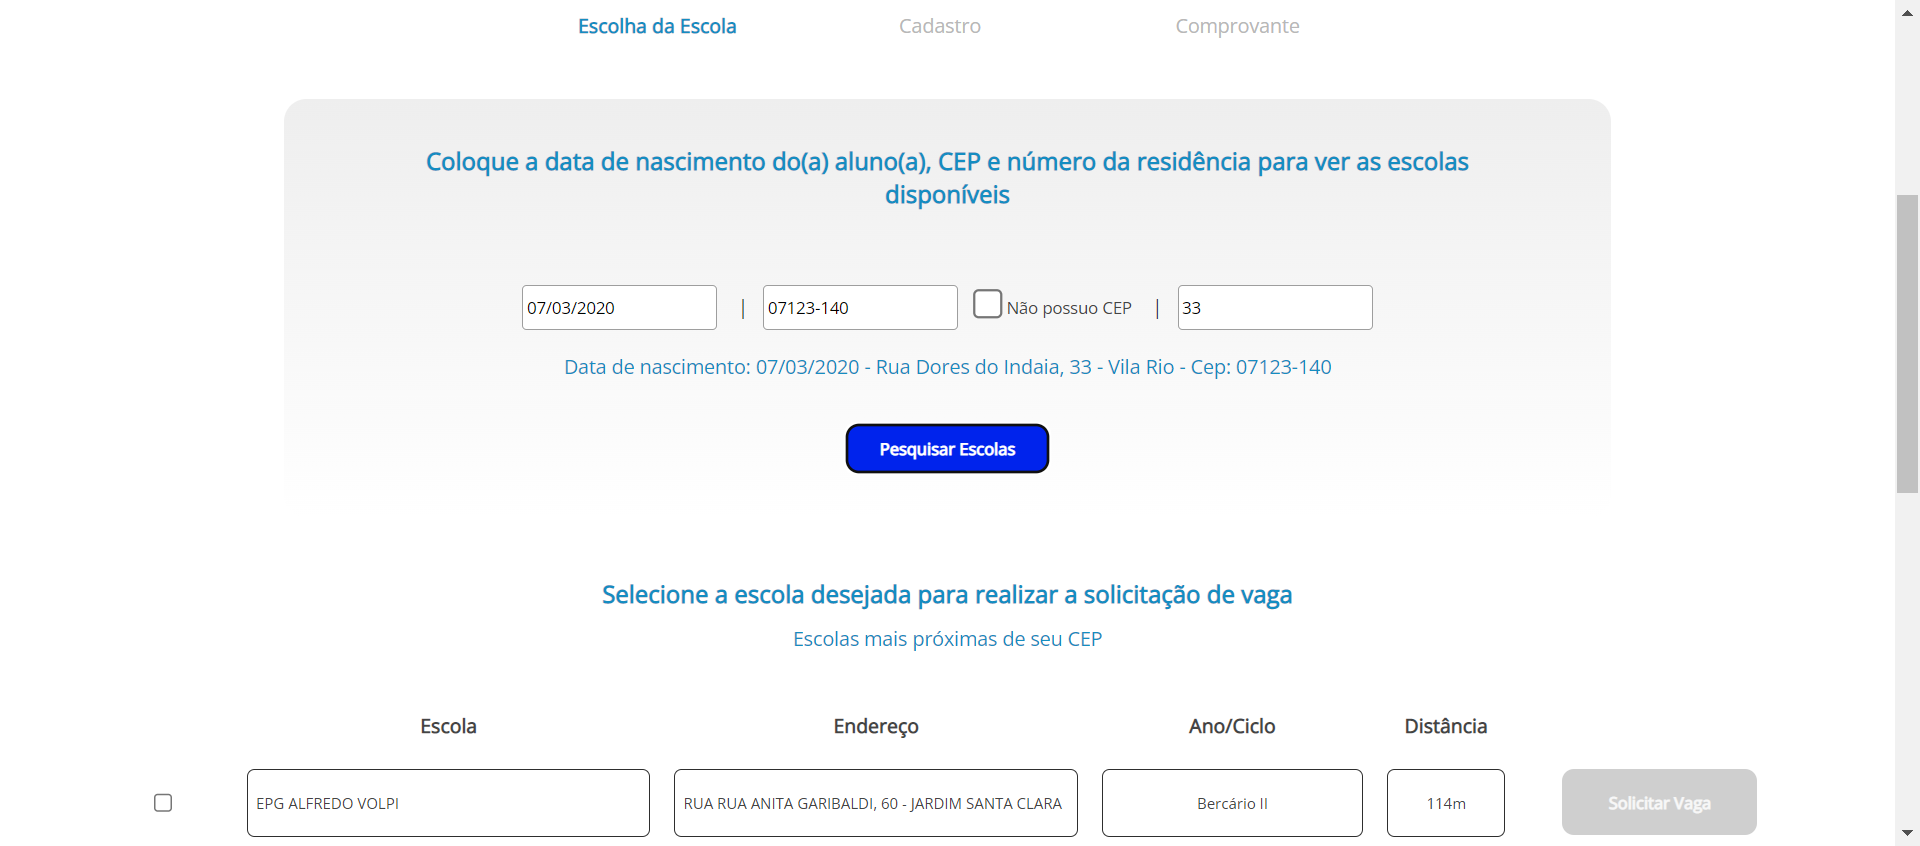 Escolha da Escola Cadastro Comprovante
Coloque a data de nascimento do(a) aluno(a), CEP e número da residência para ver as escolas
disponíveis
07/03/2020 | 07123-140 Não possuo CEP | 33
Data de nascimento: 07/03/2020 - Rua Dores do Indaia, 33 - Vila Rio - Cep: 07123-140
Pesquisar Escolas
Selecione a escola desejada para realizar a solicitação de vaga
Escolas mais próximas de seu CEP
Escola Endereço Ano/Ciclo Distância
EPG ALFREDO VOLPI RUA RUA ANITA GARIBALDI, 60 - JARDIM SANTA CLARA Bercário II 114m Solicitar Vaga